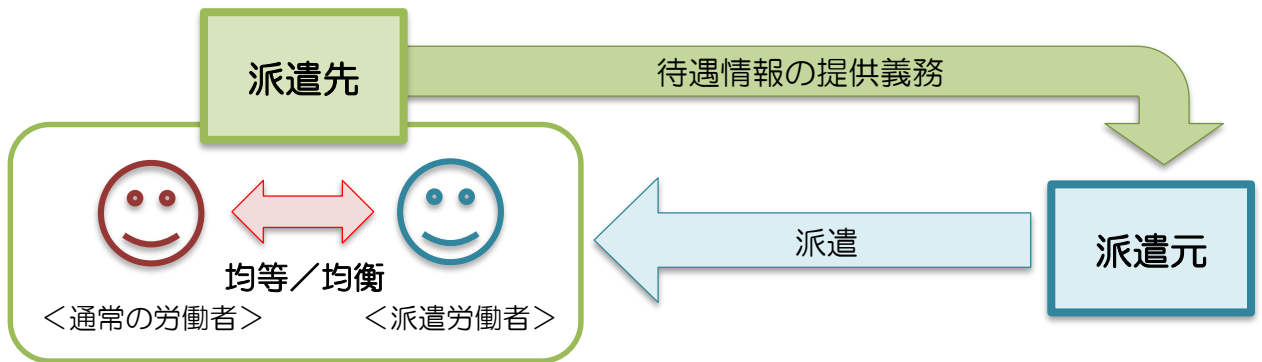 派遣先
待遇情報の提供義務
派遣
派遣元
均等／均衡
＜通常の労働者＞
＜派遣労働者＞